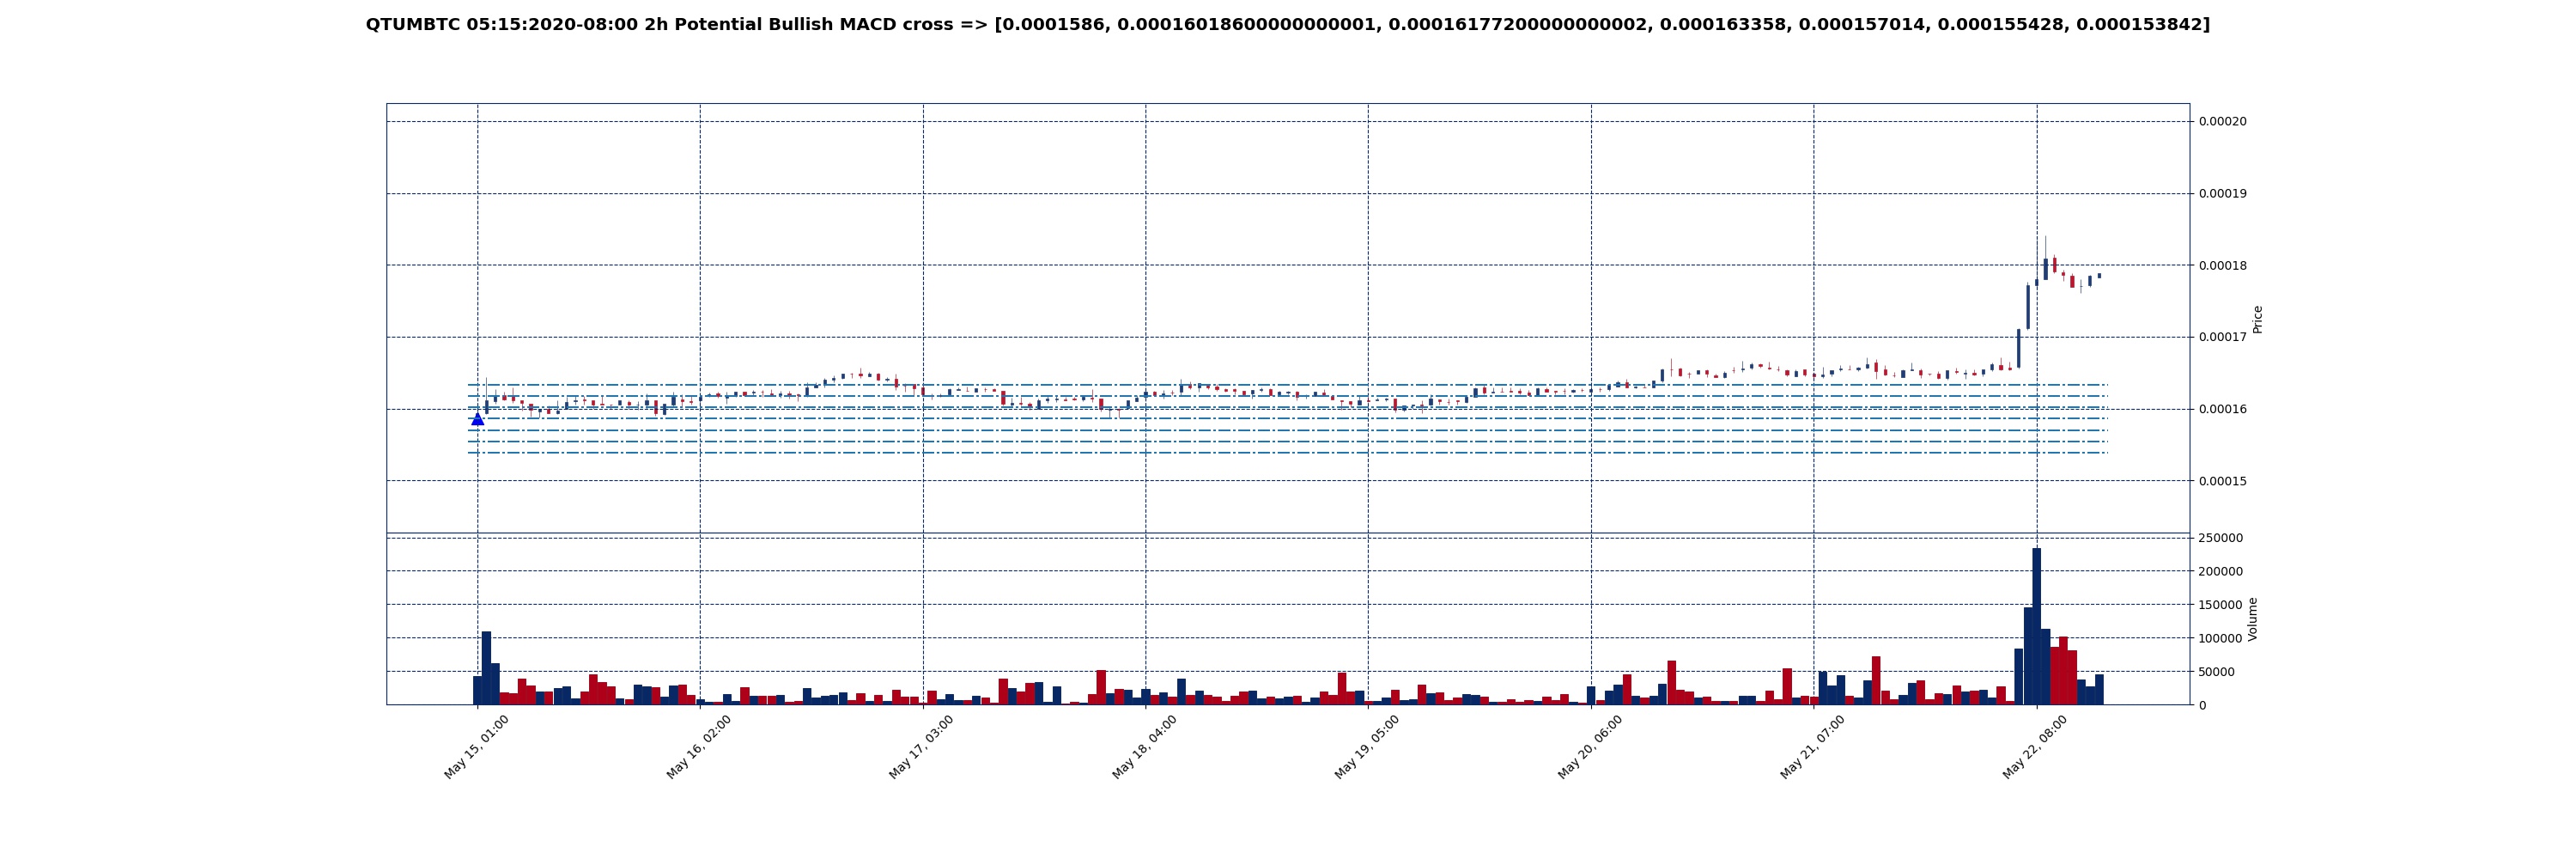 QTUMBTC 05:15:2020-08:00 2h Potential Bullish MACD cross => [0.0001586, 0.00016018600000000001, 0.00016177200000000002, 0.000163358, 0.000157014, 0.000155428, 0.000153842]
0.00020
0.00019
0.00018
0.00017
0.00016
0.00015
Price
250000
200000
150000
100000
50000
0
Volume
May 15, 01:00
May 16, 02:00
May 17, 03:00
May 18, 04:00
May 19, 05:00
May 20, 06:00
May 21, 07:00
May 22, 08:00